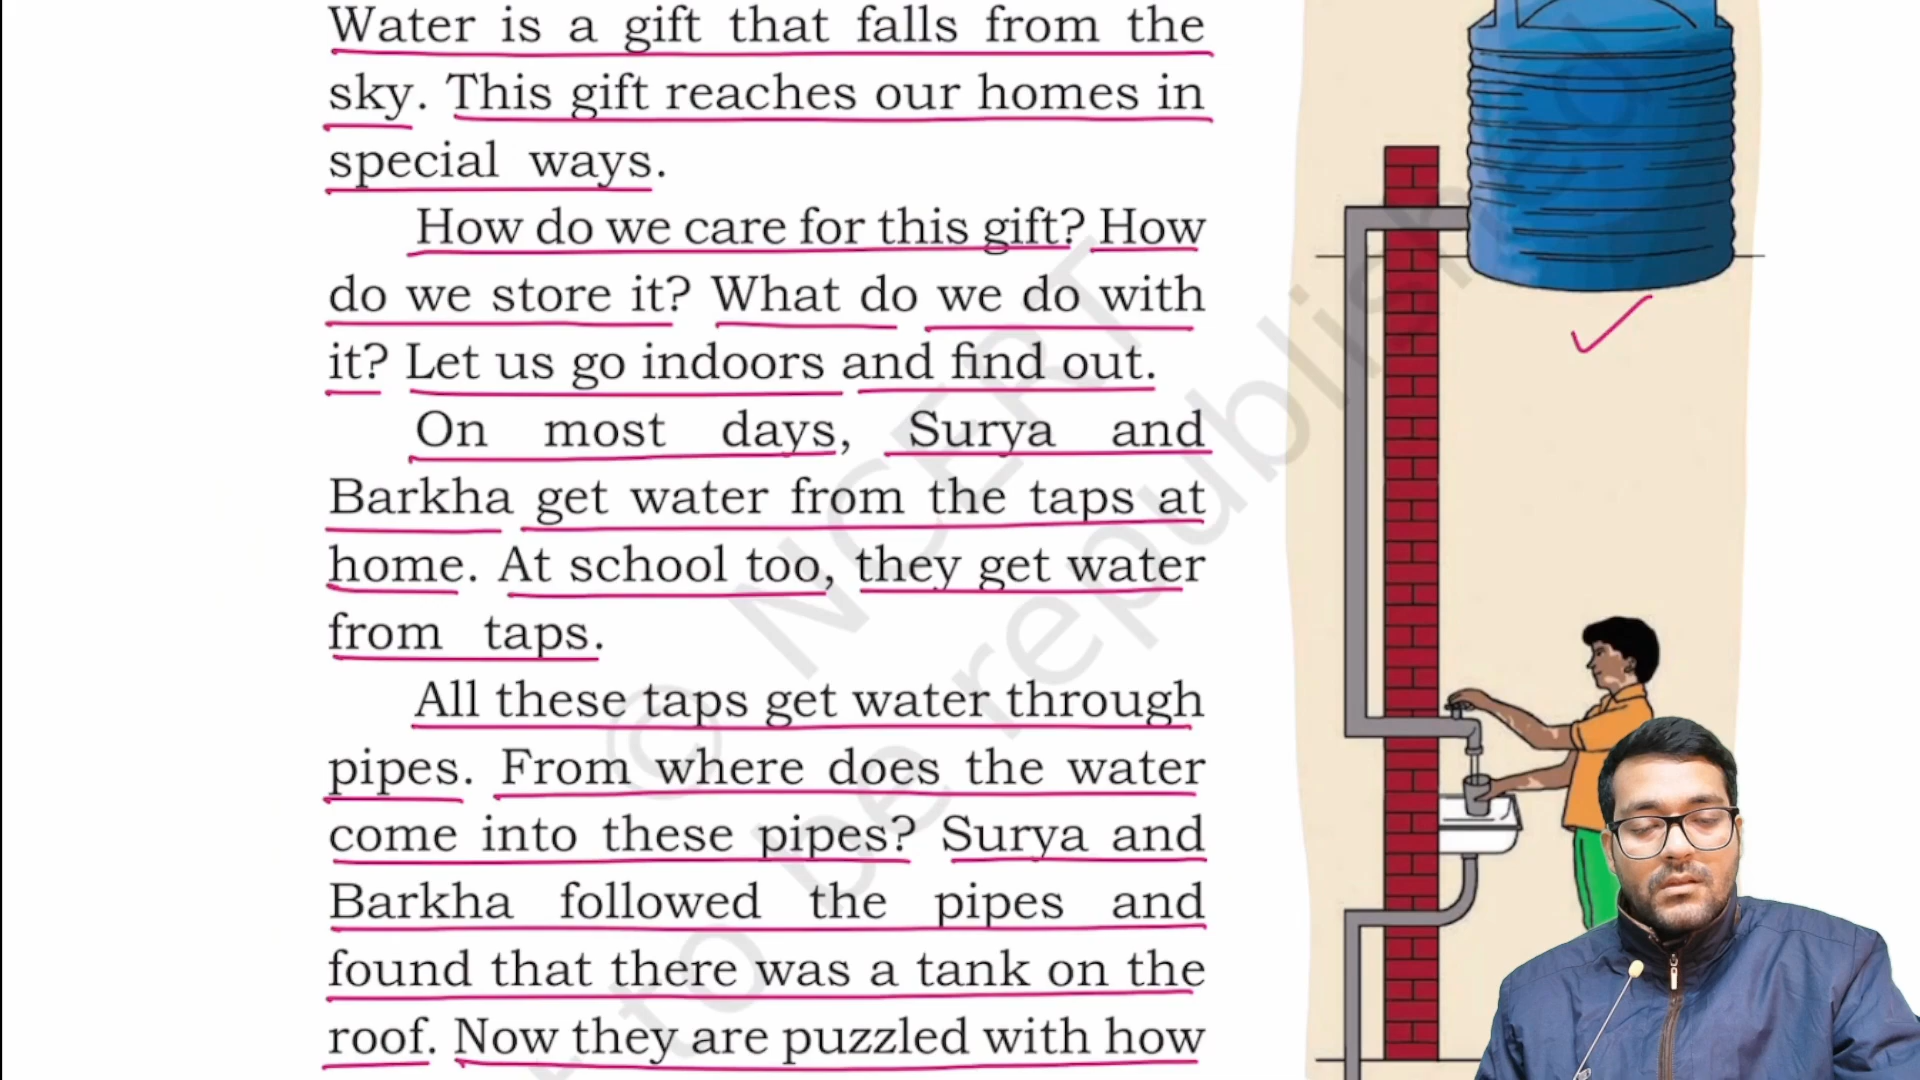 Water is a gift that falls from the
sky. This gift reaches our homes in
special ways.
How do we care for this gift? How
do we store it? What do we do with
it? Let us go indoors and find out.
On most days, Surya and
Barkha get water from the taps at
home. At school too, they get water
from taps.
All these taps get water through
pipes. From where does the water
come into these pipes? Surya and
Barkha followed the pipes and
found that there was a tank on the
roof. Now they are puzzled with how
© NCERT
to be republished